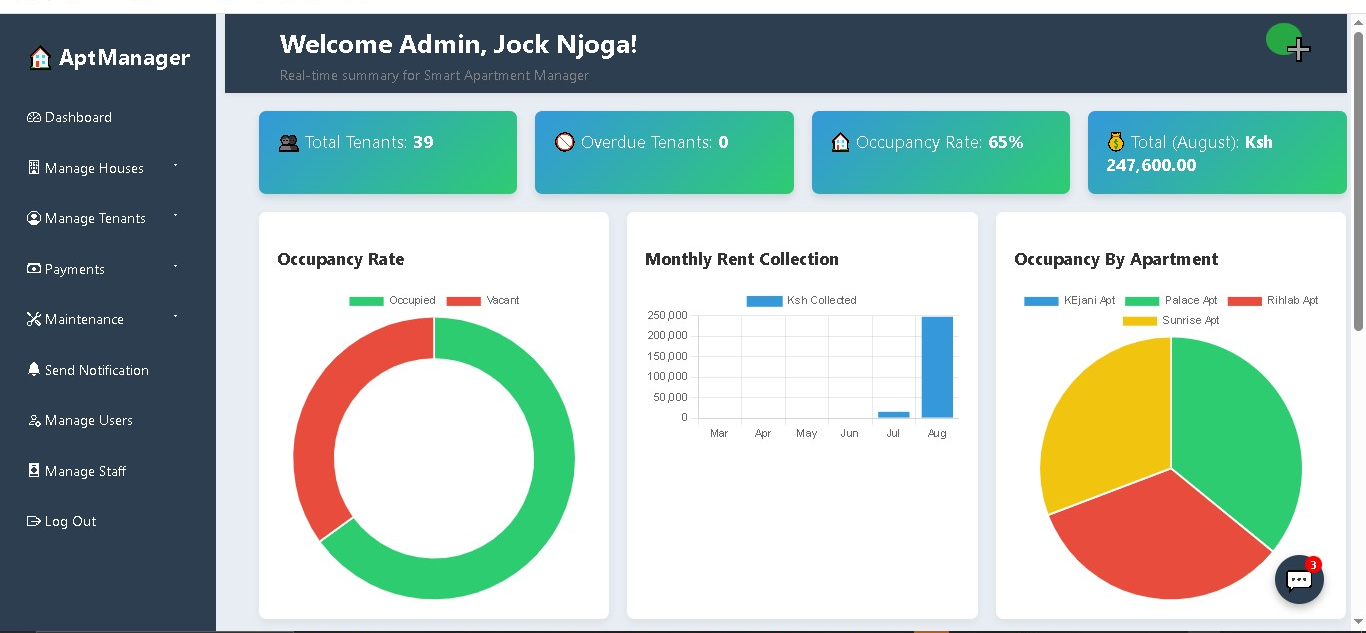 AptManager
Dashboard
Manage Houses
Manage Tenants
Payments
Maintenance
Send Notification
Manage Users
Manage Staff
Log Out
Welcome Admin, Jock Njoga!
Real-time summary for Smart Apartment Manager
Total Tenants: 39
Overdue Tenants: 0
Occupancy Rate: 65%
Total (August): Ksh
247,600.00
Occupancy Rate
Occupied Vacant
Monthly Rent Collection
Ksh Collected
250,000
200,000
150,000
100,000
50,000
0
Mar Apr May Jun Jul Aug
Occupancy By Apartment
KEjani Apt Palace Apt Rihlab Apt
Sunrise Apt
3